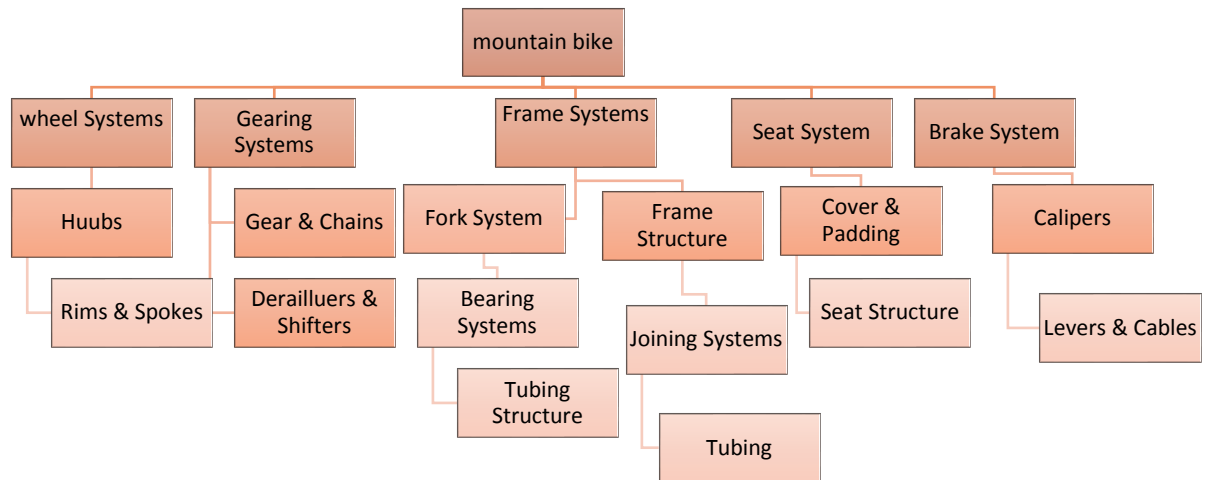 mountain bike
wheel Systems
Gearing
Systems
Frame Systems
Seat System
Brake System
Huubs
Gear & Chains
Fork System
Frame
Structure
Cover &
Padding
Calipers
Rims & Spokes
Derailluers &
Shifters
Bearing
Systems
Joining Systems
Seat Structure
Levers & Cables
Tubing
Structure
Tubing